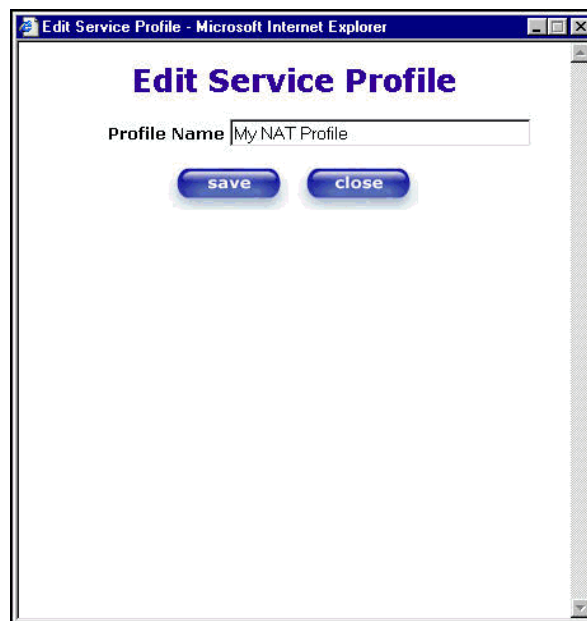 Edit Service Profile - Microsoft Internet Explorer
Edit Service Profile
Profile Name My NAT Profile
save close